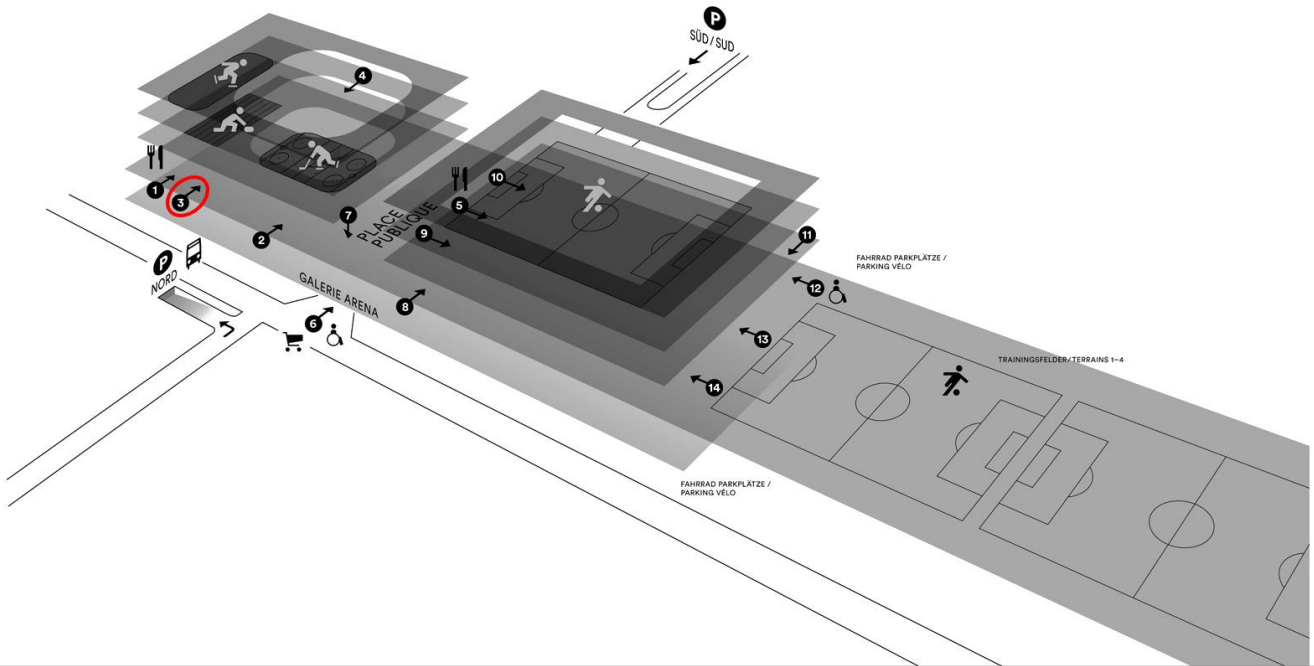 P
SÜD/SUD
4
1
3
2
7
PLACE
PUBLIQUE
10
5
9
11
FAHRRAD PARKPLÄTZE /
PARKING VÉLO
12
P
NORD
GALERIE ARENA
8
6
13
TRAININGSFELDER/TERRAINS 1–4
14
FAHRRAD PARKPLÄTZE /
PARKING VÉLO